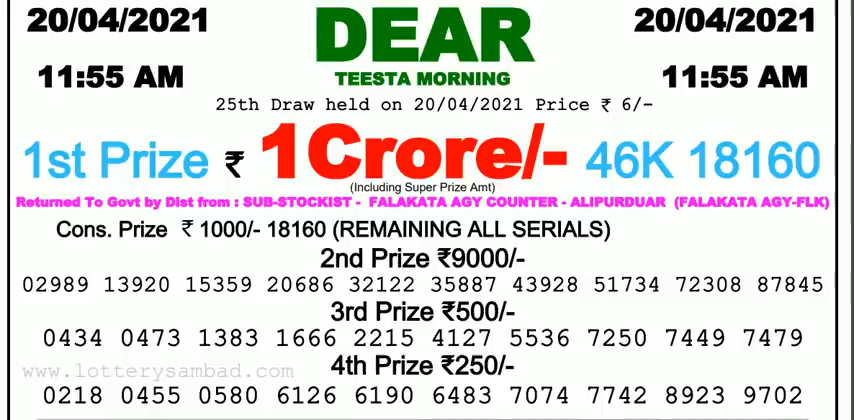 20/04/2021 DEAR 20/04/2021
11:55 AM TEESTA MORNING 11:55 AM
25th Draw held on 20/04/2021 Price ₹ 6/-
1st Prize ₹ 1Crore/- 46K 18160
(Including Super Prize Amt)
Returned To Govt by Dist from : SUB-STOCKIST - FALAKATA AGY COUNTER - ALIPURDUAR (FALAKATA AGY-FLK)
Cons. Prize ₹ 1000/- 18160 (REMAINING ALL SERIALS)
2nd Prize ₹9000/-
02989 13920 15359 20686 32122 35887 43928 51734 72308 87845
3rd Prize ₹500/-
0434 0473 1383 1666 2215 4127 5536 7250 7449 7479
www.lotterysambad.com 4th Prize ₹250/-
0218 0455 0580 6126 6190 6483 7074 7742 8923 9702